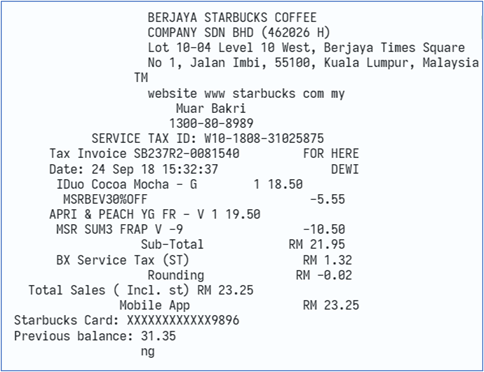 BERJAYA STARBUCKS COFFEE
COMPANY SDN BHD (462026 H)
Lot 10-04 Level 10 West, Berjaya Times Square
No 1, Jalan Imbi, 55100, Kuala Lumpur, Malaysia
TM
website www starbucks com my
Muar Bakri
1300-80-8989
SERVICE TAX ID: W10-1808-31025875
Tax Invoice SB237R2-0081540 FOR HERE
Date: 24 Sep 18 15:32:37 DEWI
IDuo Cocoa Mocha - G 1 18.50
MSRBEV30%OFF -5.55
APRI & PEACH YG FR - V 1 19.50
MSR SUM3 FRAP V -9 -10.50
Sub-Total RM 21.95
BX Service Tax (ST) RM 1.32
Rounding RM -0.02
Total Sales ( Incl. st) RM 23.25
Mobile App RM 23.25
Starbucks Card: XXXXXXXXXXXX9896
Previous balance: 31.35
ng